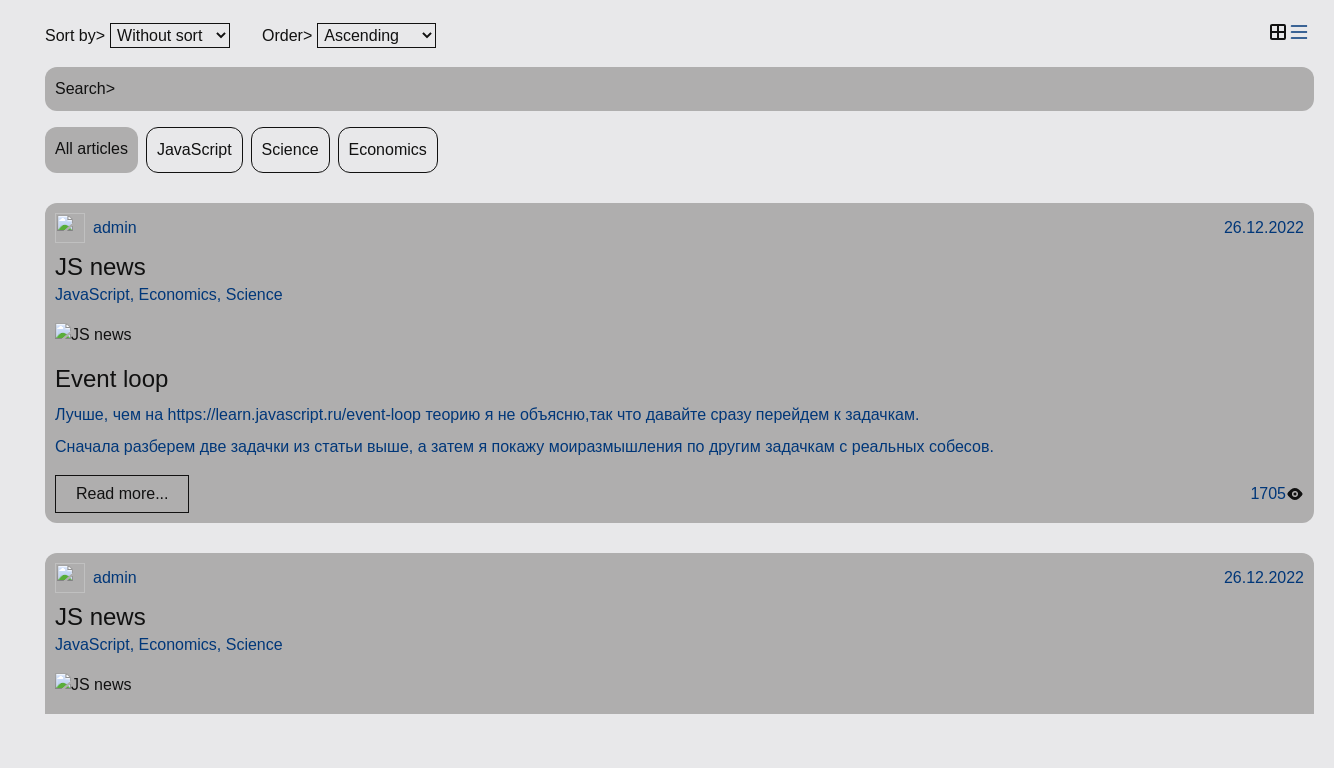 Sort by> Without sort Order> Ascending
Search>
All articles JavaScript Science Economics
admin 26.12.2022
JS news
JavaScript, Economics, Science
JS news
Event loop
Лучше, чем на https://learn.javascript.ru/event-loop теорию я не объясню,так что давайте сразу перейдем к задачкам.
Сначала разберем две задачки из статьи выше, а затем я покажу моиразмышления по другим задачкам с реальных собесов.
Read more... 1705
admin 26.12.2022
JS news
JavaScript, Economics, Science
JS news